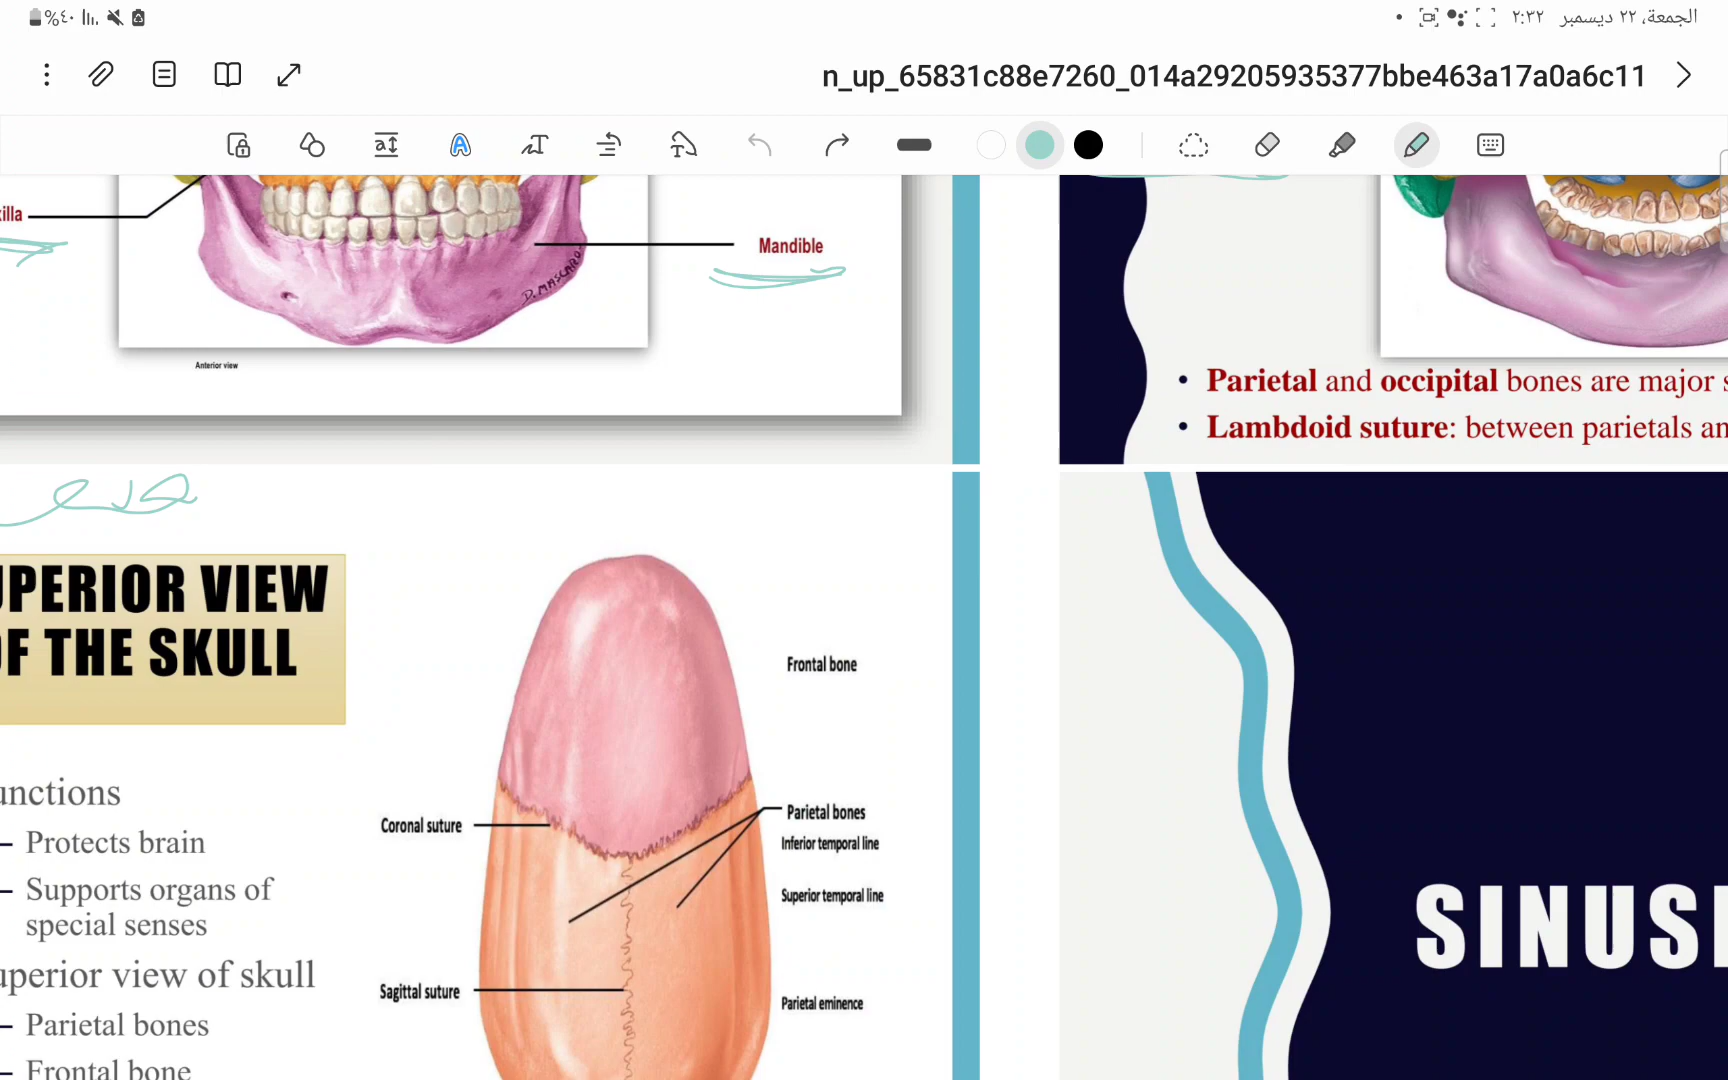 %٤٠
الجمعة، ٢٢ ديسمبر ٢:٣٢
n_up_65831c88e7260_014a29205935377bbe463a17a0a6c11
illa
Mandible
D. MASCARO
Anterior view
• Parietal and occipital bones are major s
• Lambdoid suture: between parietals an
UPERIOR VIEW
OF THE SKULL
unctions
– Protects brain
– Supports organs of
special senses
uperior view of skull
– Parietal bones
– Frontal bone
Frontal bone
Coronal suture
Parietal bones
Inferior temporal line
Superior temporal line
Sagittal suture
Parietal eminence
SINUS